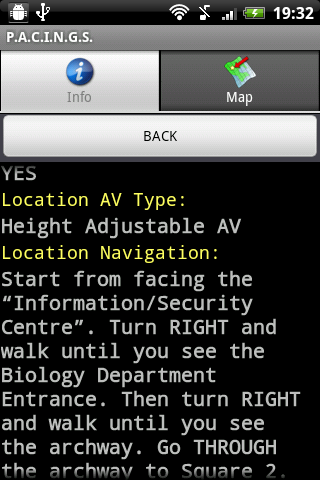 19:32
P.A.C.I.N.G.S.
Info
Map
BACK
YES
Location AV Type:
Height Adjustable AV
Location Navigation:
Start from facing the
“Information/Security
Centre”. Turn RIGHT and
walk until you see the
Biology Department
Entrance. Then turn RIGHT
and walk until you see
the archway. Go THROUGH
the archway to Square 2.